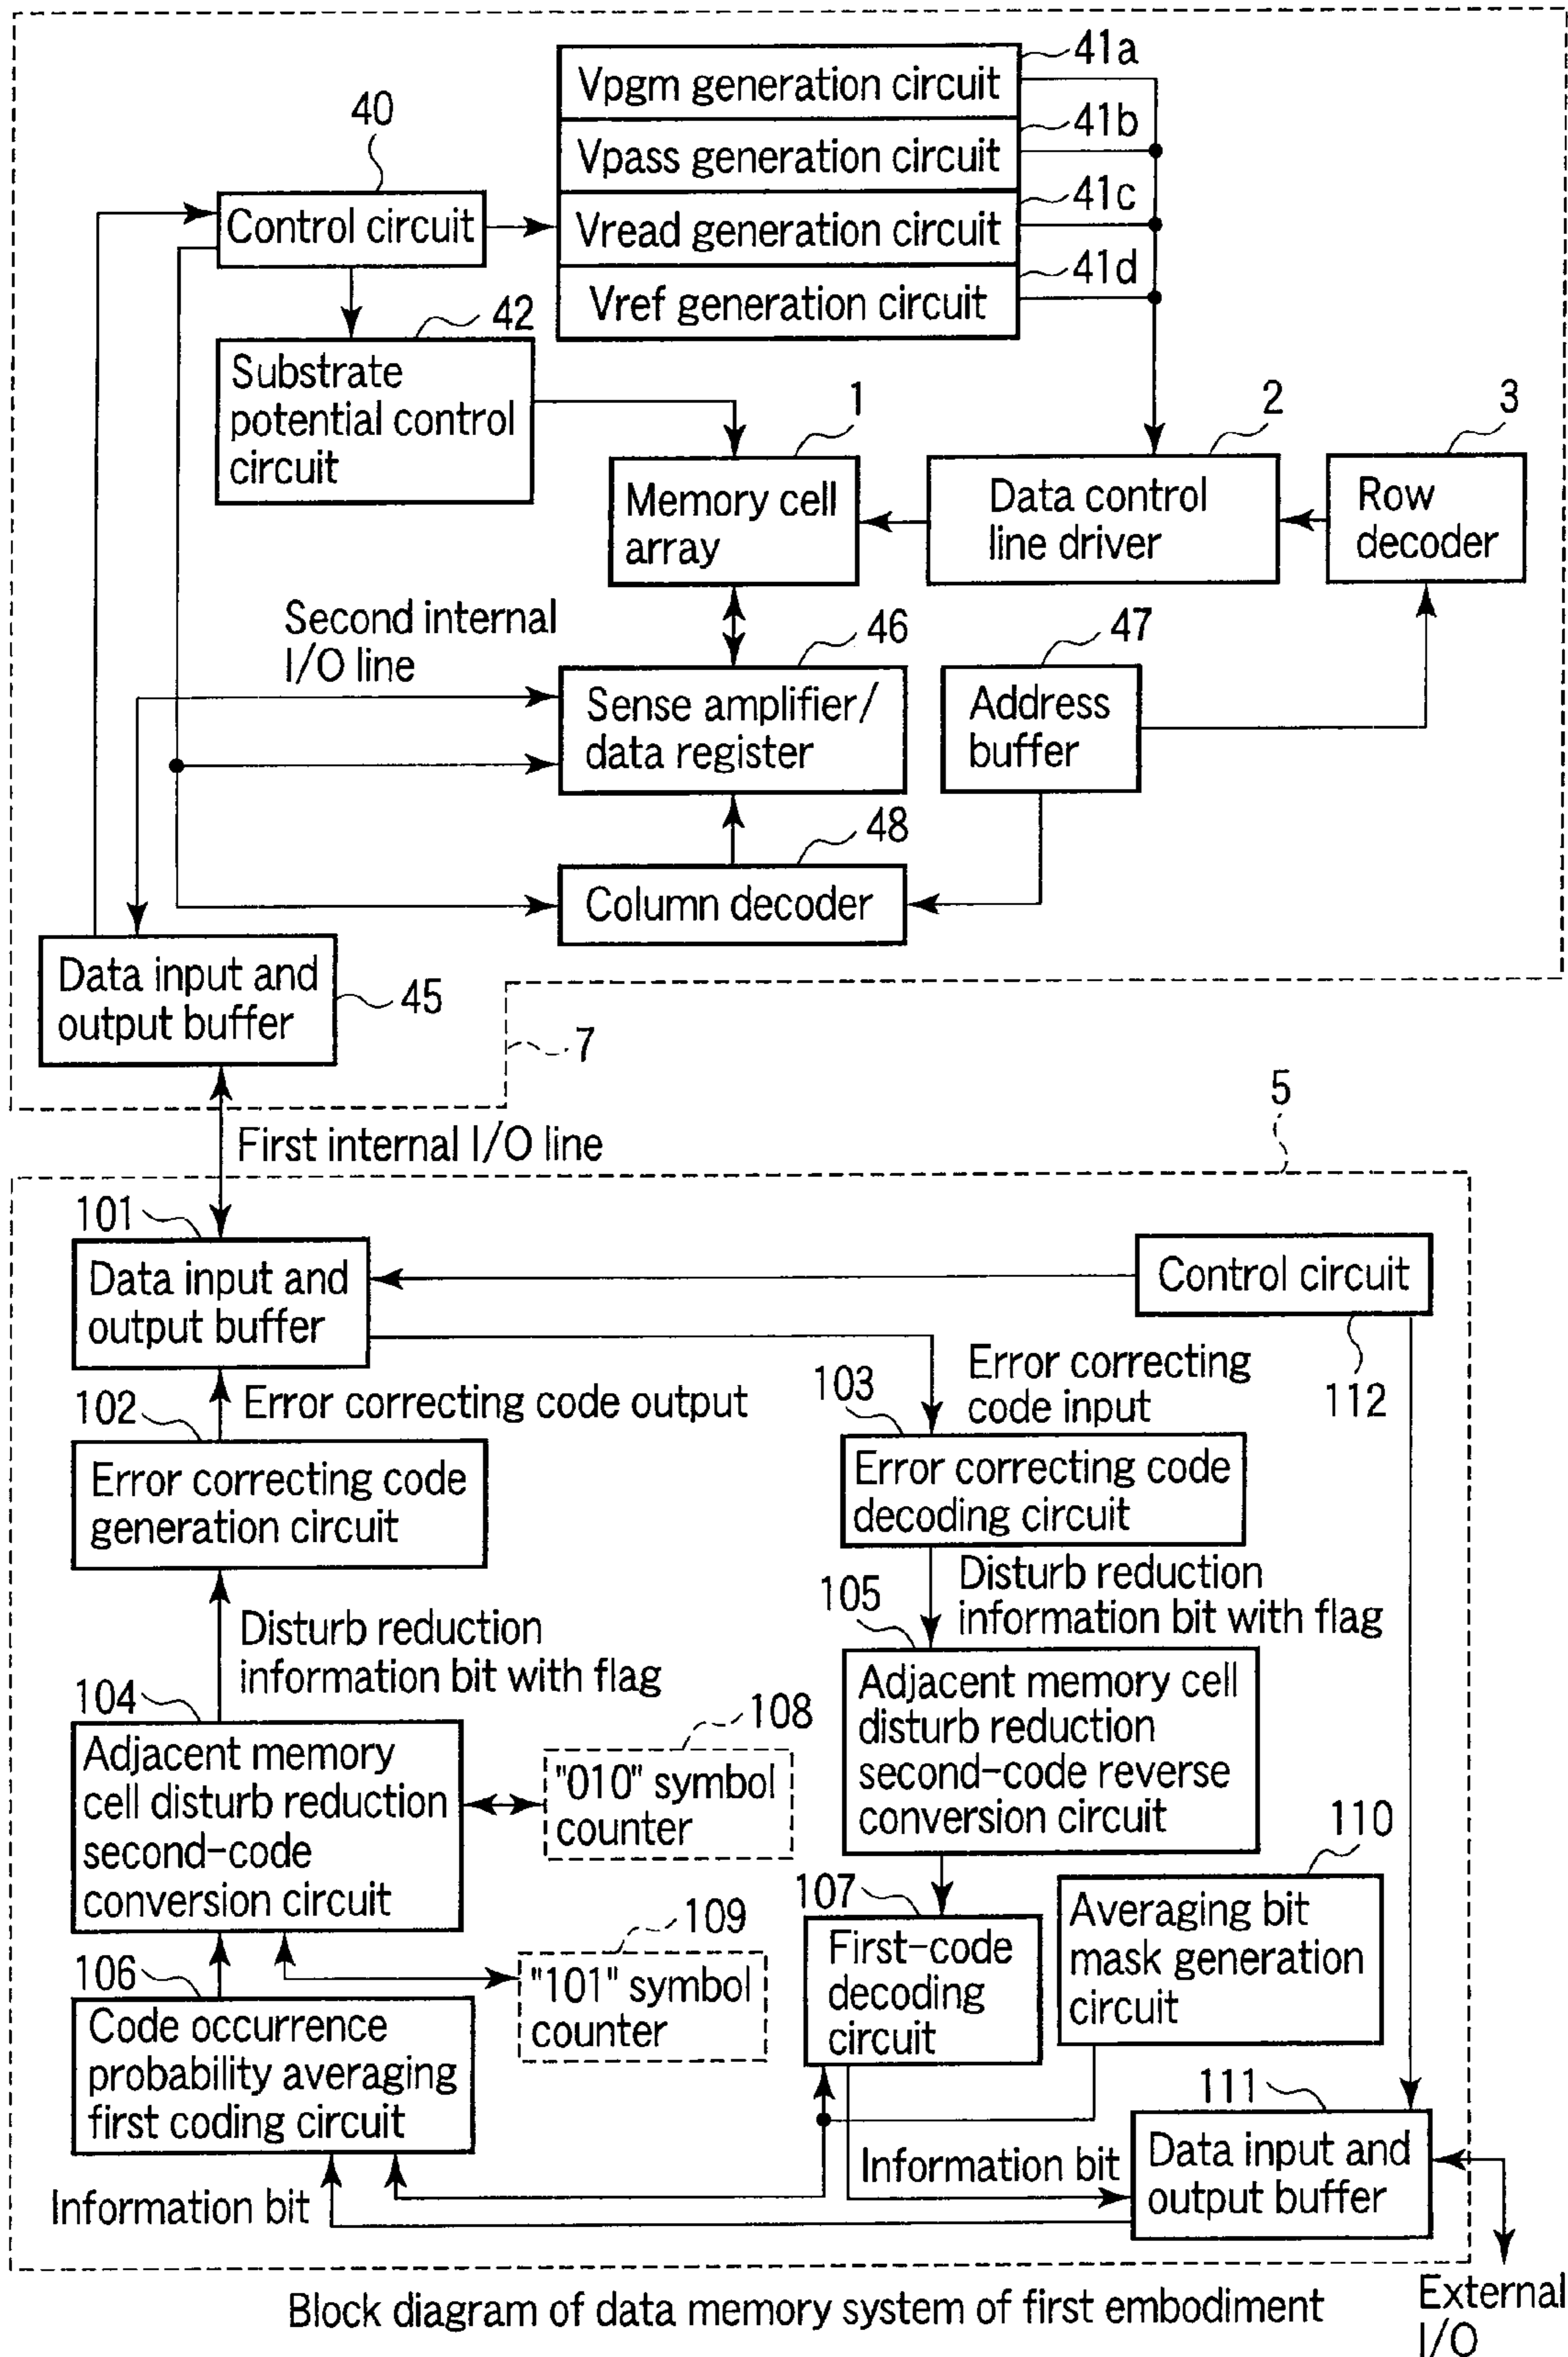 41a
Vpgm generation circuit
40
41b
Vpass generation circuit
41c
Control circuit
Vread generation circuit
41d
Vref generation circuit
42
Substrate
potential control
circuit
1
2
3
Memory cell
array
Data control
line driver
Row
decoder
Second internal
I/O line
46
47
Sense amplifier/
data register
Address
buffer
48
Column decoder
Data input and
output buffer
45
7
5
First internal I/O line
101
Data input and
output buffer
Control circuit
112
102
Error correcting code output
103
Error correcting
code input
Error correcting code
generation circuit
Error correcting code
decoding circuit
Disturb reduction
information bit with flag
105
Disturb reduction
information bit with flag
104
Adjacent memory
cell disturb reduction
second-code
conversion circuit
108
"010" symbol
counter
Adjacent memory cell
disturb reduction
second-code reverse
conversion circuit
110
109
"101" symbol
counter
107
First-code
decoding
circuit
Averaging bit
mask generation
circuit
106
Code occurrence
probability averaging
first coding circuit
111
Information bit
Information bit
Data input and
output buffer
External
I/O
Block diagram of data memory system of first embodiment